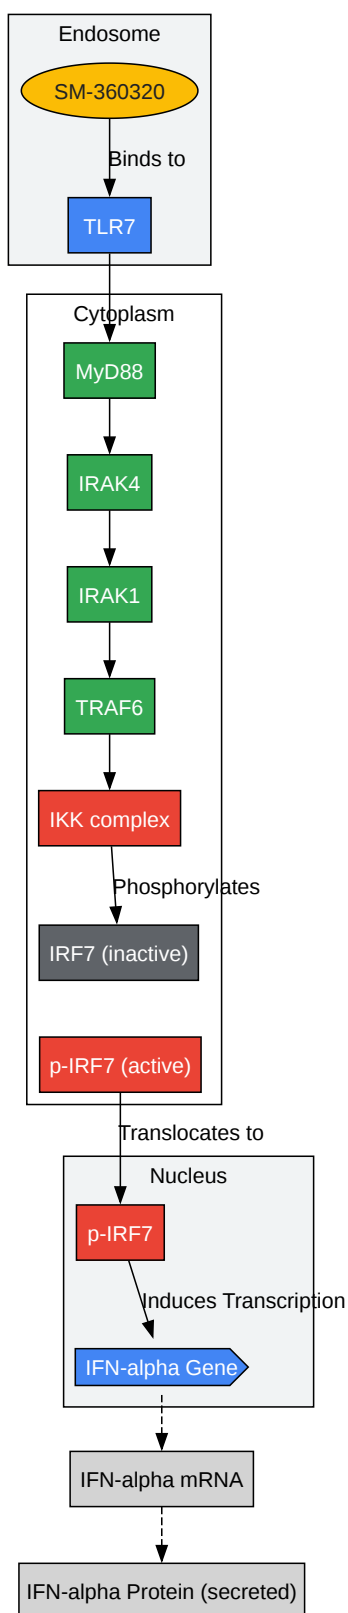 Endosome
SM-360320
Binds to
TLR7
Cytoplasm
MyD88
IRAK4
IRAK1
TRAF6
IKK complex
Phosphorylates
IRF7 (inactive)
p-IRF7 (active)
Translocates to
Nucleus
p-IRF7
Induces Transcription
IFN-alpha Gene
IFN-alpha mRNA
IFN-alpha Protein (secreted)